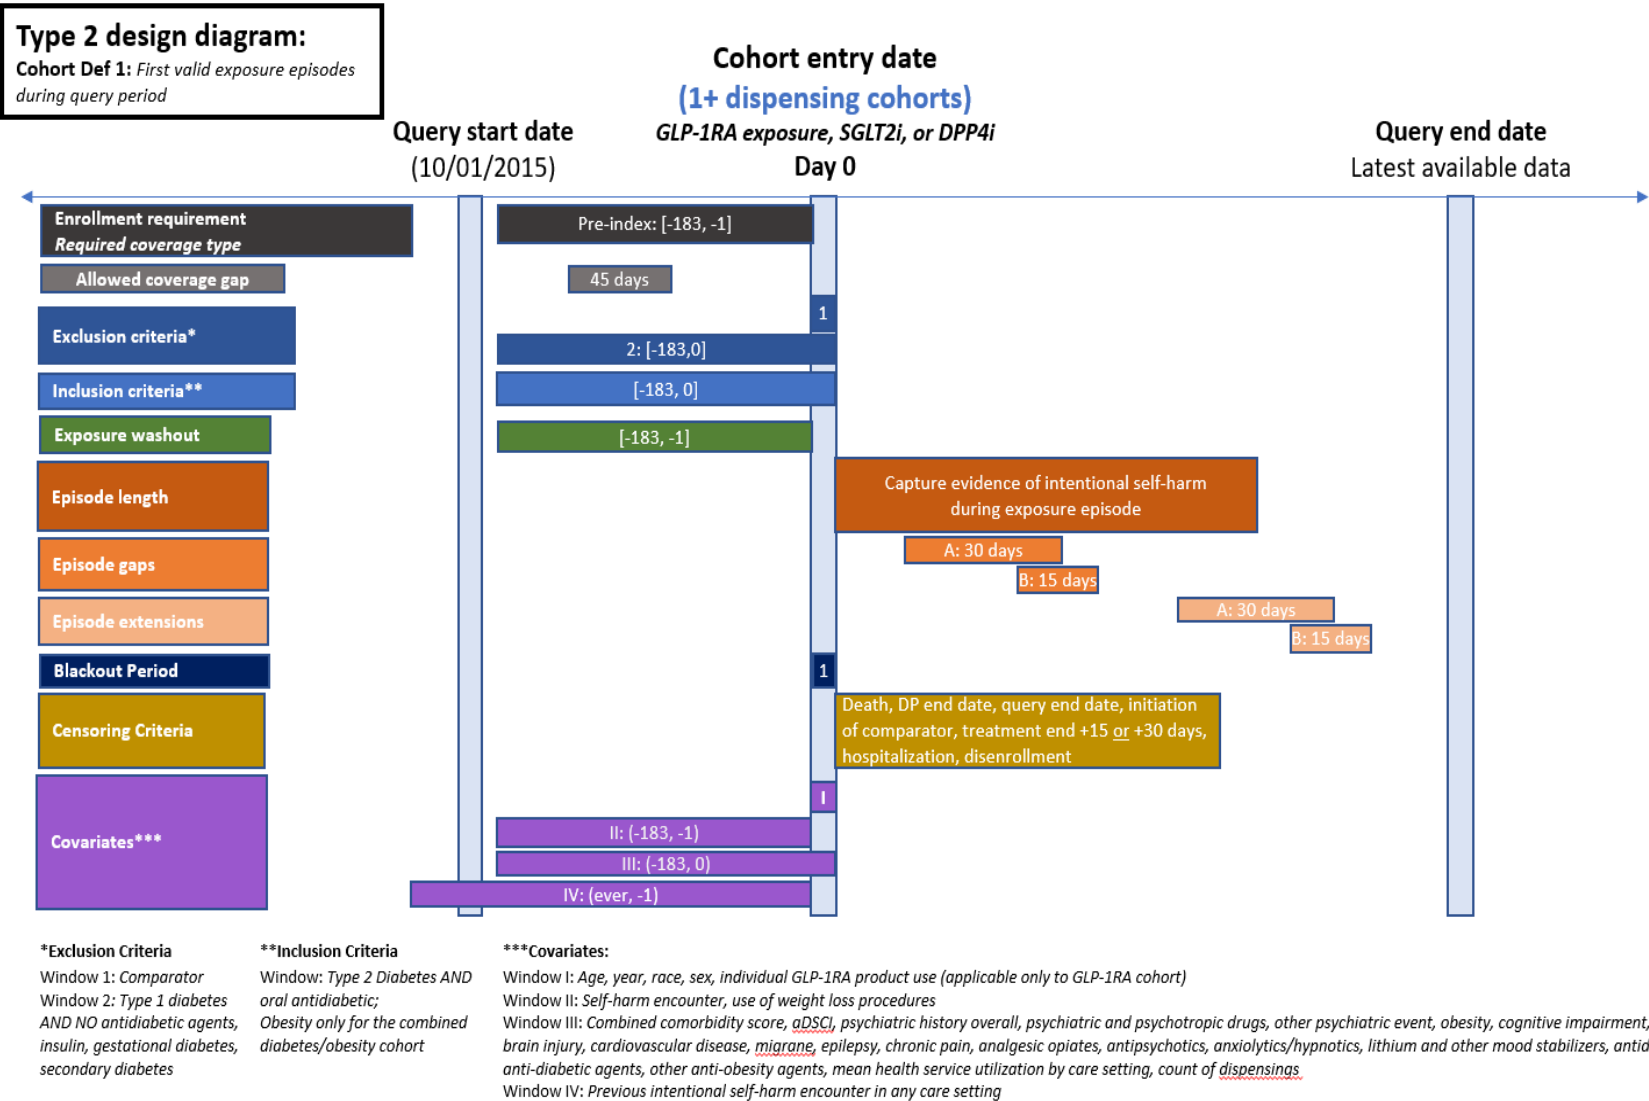 Type 2 design diagram:
Cohort Def 1: First valid exposure episodes
during query period
Cohort entry date
(1+ dispensing cohorts)
GLP-1RA exposure, SGLT2i, or DPP4i
Day 0
Query start date
(10/01/2015)
Query end date
Latest available data
Enrollment requirement
Required coverage type
Pre-index: [-183, -1]
Allowed coverage gap
45 days
Exclusion criteria*
1
2: [-183,0]
Inclusion criteria**
[-183, 0]
Exposure washout
[-183, -1]
Episode length
Capture evidence of intentional self-harm
during exposure episode
Episode gaps
A: 30 days
B: 15 days
Episode extensions
A: 30 days
B: 15 days
Blackout Period
1
Censoring Criteria
Death, DP end date, query end date, initiation
of comparator, treatment end +15 or +30 days,
hospitalization, disenrollment
Covariates***
I
II: (-183, -1)
III: (-183, 0)
IV: (ever, -1)
*Exclusion Criteria
Window 1: Comparator
Window 2: Type 1 diabetes
AND NO antidiabetic agents,
insulin, gestational diabetes,
secondary diabetes
**Inclusion Criteria
Window: Type 2 Diabetes AND
oral antidiabetic;
Obesity only for the combined
diabetes/obesity cohort
***Covariates:
Window I: Age, year, race, sex, individual GLP-1RA product use (applicable only to GLP-1RA cohort)
Window II: Self-harm encounter, use of weight loss procedures
Window III: Combined comorbidity score, aDSCI, psychiatric history overall, psychiatric and psychotropic drugs, other psychiatric event, obesity, cognitive impairment,
brain injury, cardiovascular disease, migrane, epilepsy, chronic pain, analgesic opiates, antipsychotics, anxiolytics/hypnotics, lithium and other mood stabilizers, antid
anti-diabetic agents, other anti-obesity agents, mean health service utilization by care setting, count of dispensings
Window IV: Previous intentional self-harm encounter in any care setting